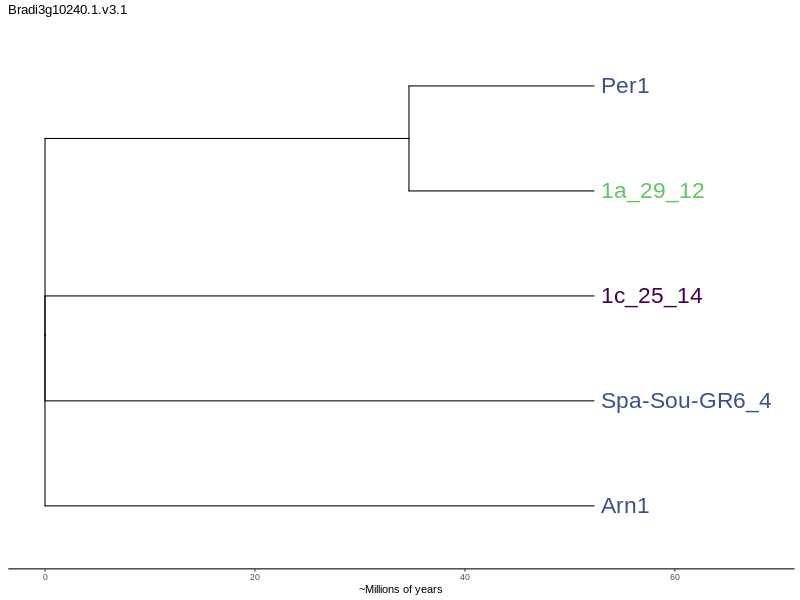 Bradi3g10240.1.v3.1
Per1
1a_29_12
1c_25_14
Spa-Sou-GR6_4
Arn1
0 20 40 60
~Millions of years